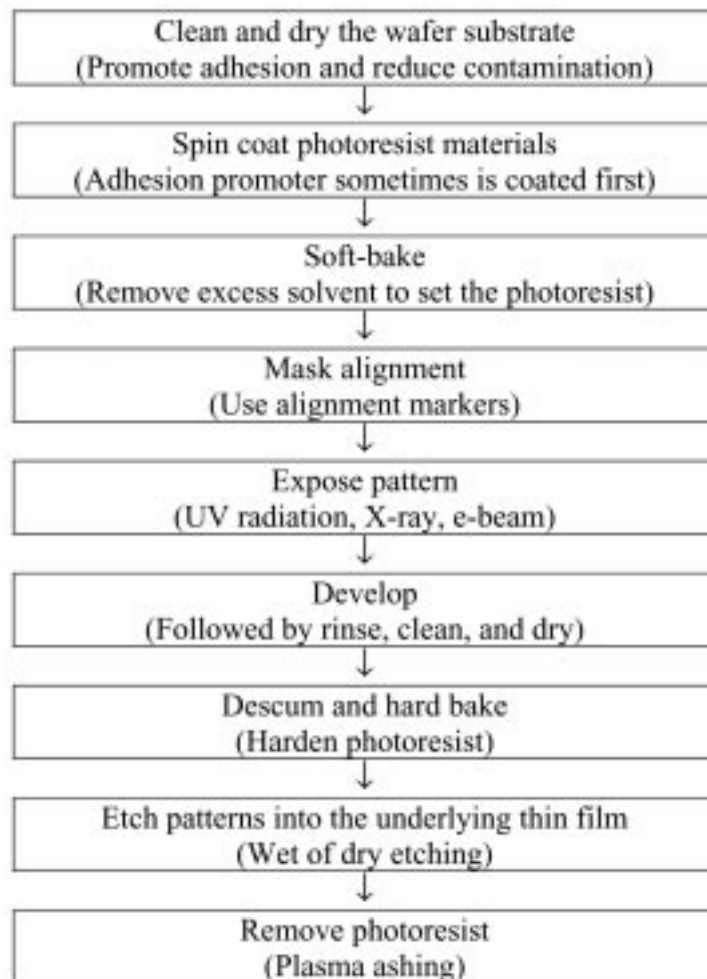 Clean and dry the wafer substrate
(Promote adhesion and reduce contamination)
Spin coat photoresist materials
(Adhesion promoter sometimes is coated first)
Soft-bake
(Remove excess solvent to set the photoresist)
Mask alignment
(Use alignment markers)
Expose pattern
(UV radiation, X-ray, e-beam)
Develop
(Followed by rinse, clean, and dry)
Descum and hard bake
(Harden photoresist)
Etch patterns into the underlying thin film
(Wet of dry etching)
Remove photoresist
(Plasma ashing)